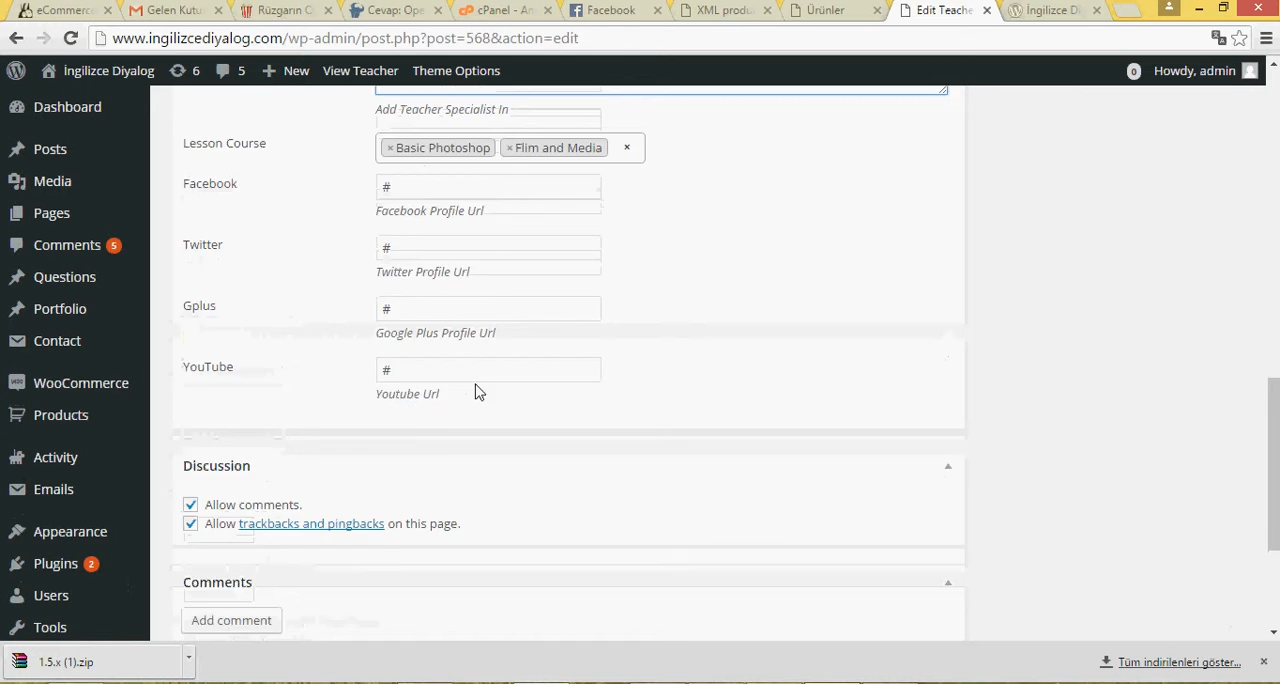 eCommerc
Gelen Kutu
Rüzgarın O
Cevap: Ope
cPanel - An
Facebook
XML produ
Ürünler
Edit Teache
İngilizce Di
www.ingilizcediyalog.com/wp-admin/post.php?post=568&action=edit
İngilizce Diyalog
6
5
New
View Teacher
Theme Options
0
Howdy, admin
Dashboard
Posts
Media
Pages
Comments 5
Questions
Portfolio
Contact
WooCommerce
Products
Activity
Emails
Appearance
Plugins 2
Users
Tools
Add Teacher Specialist In
Lesson Course
× Basic Photoshop
× Flim and Media
×
Facebook
#
Facebook Profile Url
Twitter
#
Twitter Profile Url
Gplus
#
Google Plus Profile Url
YouTube
#
Youtube Url
Discussion
Allow comments.
Allow trackbacks and pingbacks on this page.
Comments
Add comment
1.5.x (1).zip
Tüm indirilenleri göster...